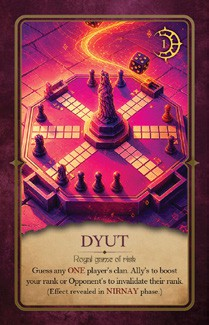 1
DYUT
Royal game of risk
Guess any ONE player's clan. Ally's to boost
your rank or Opponent's to invalidate their rank.
(Effect revealed in NIRNAY phase.)